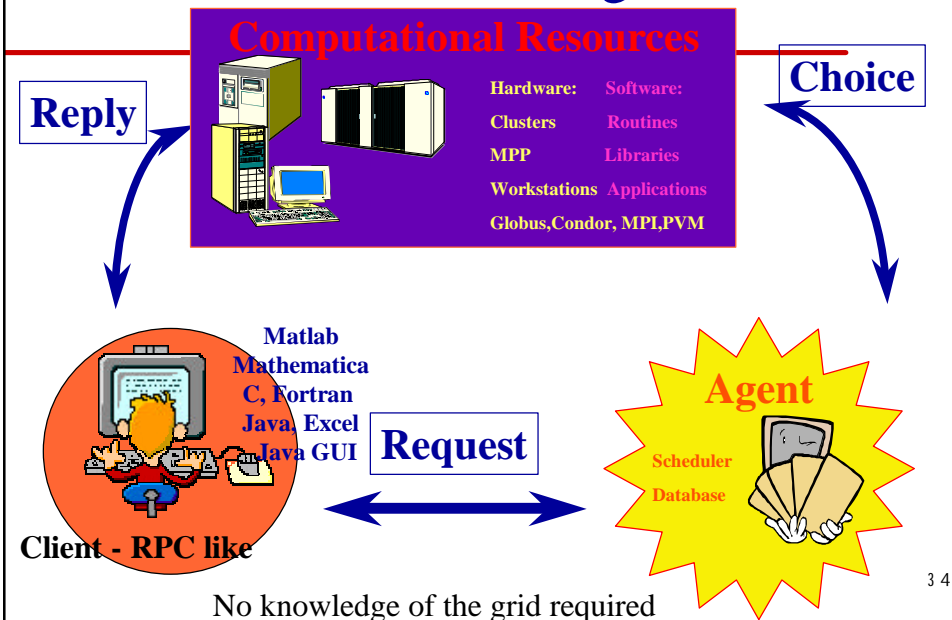 Computational Resources
Reply
Choice
Hardware: Software:
Clusters Routines
MPP Libraries
Workstations Applications
Globus,Condor, MPI,PVM
Matlab
Mathematica
C, Fortran
Java, Excel
Java GUI
Request
Client - RPC like
Agent
Scheduler
Database
No knowledge of the grid required
34